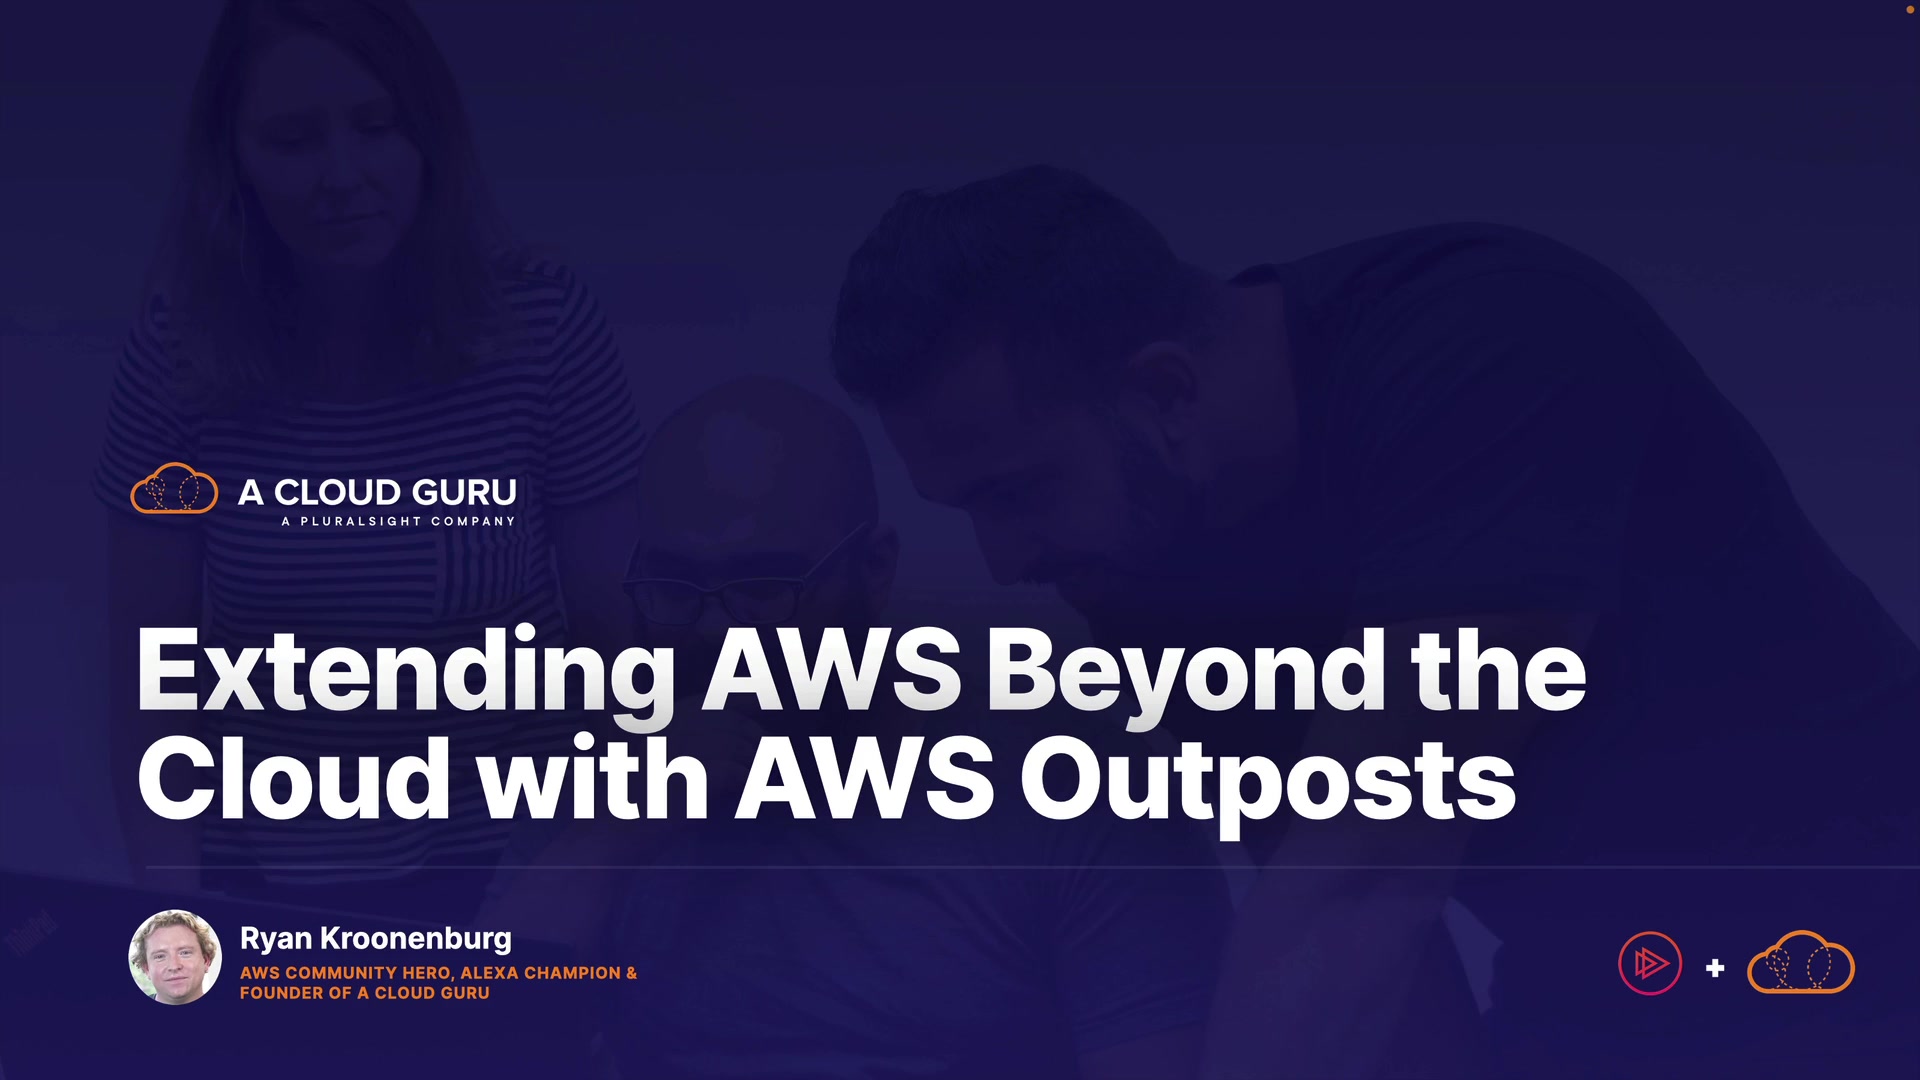 A CLOUD GURU
A PLURALSIGHT COMPANY
Extending AWS Beyond the
Cloud with AWS Outposts
Ryan Kroonenburg
AWS COMMUNITY HERO, ALEXA CHAMPION &
FOUNDER OF A CLOUD GURU
+
ThinkPad